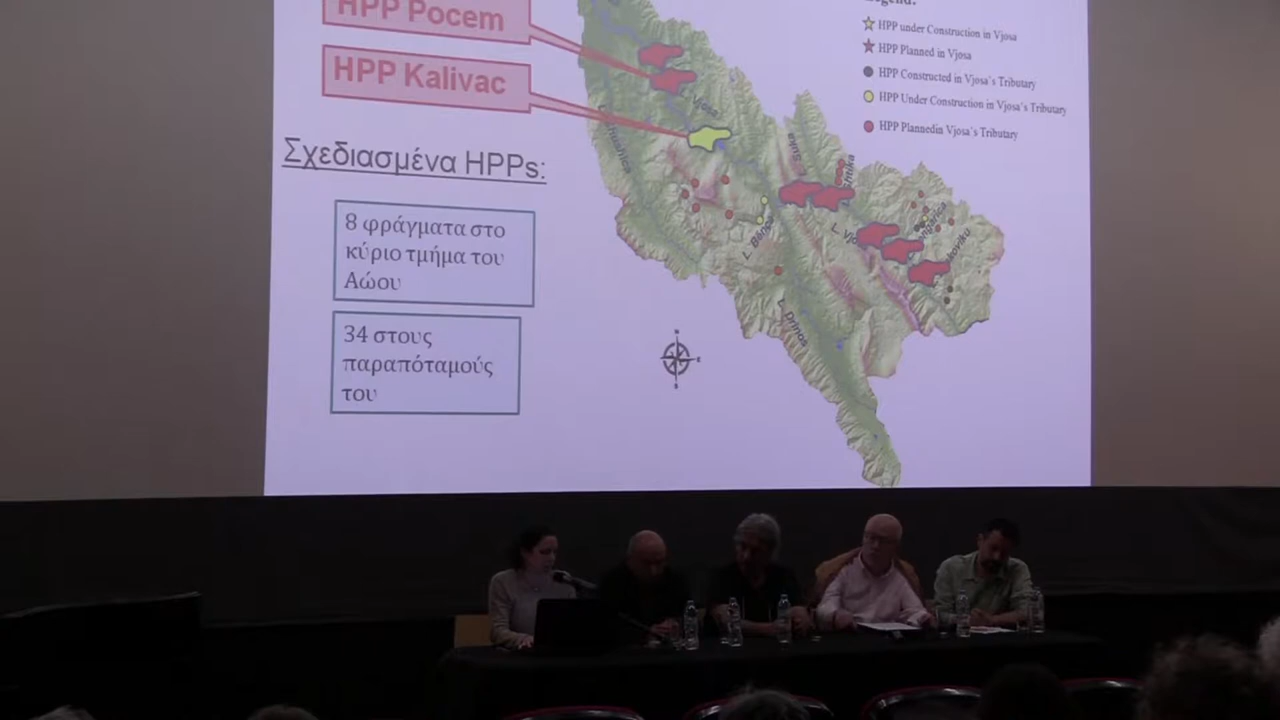 HPP Pocem
HPP Kalivac
Σχεδιασμένα HPPs:
8 φράγματα στο
κύριο τμήμα του
Αώου
34 στους
παραπόταμούς
του
HPP under Construction in Vjosa
HPP Planned in Vjosa
HPP Constructed in Vjosa`s Tributary
HPP Under Construction in Vjosa`s Tributary
HPP Plannedin Vjosa`s Tributary
Vjosa
L. Drinos